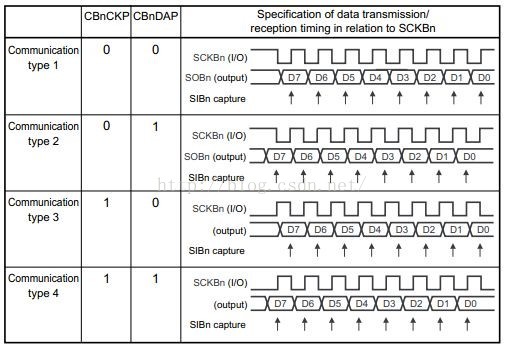 CBnCKP CBnDAP Specification of data transmission/
reception timing in relation to SCKBn
Communication
type 1
0 0
SCKBn (I/O)
SOBn (output) D7 D6 D5 D4 D3 D2 D1 D0
SIBn capture
Communication
type 2
0 1
SCKBn (I/O)
SOBn (output) D7 D6 D5 D4 D3 D2 D1 D0
SIBn capture
http://blog.csdn.net/
Communication
type 3
1 0
SCKBn (I/O)
(output) D7 D6 D5 D4 D3 D2 D1 D0
SIBn capture
Communication
type 4
1 1
SCKBn (I/O)
(output) D7 D6 D5 D4 D3 D2 D1 D0
SIBn capture